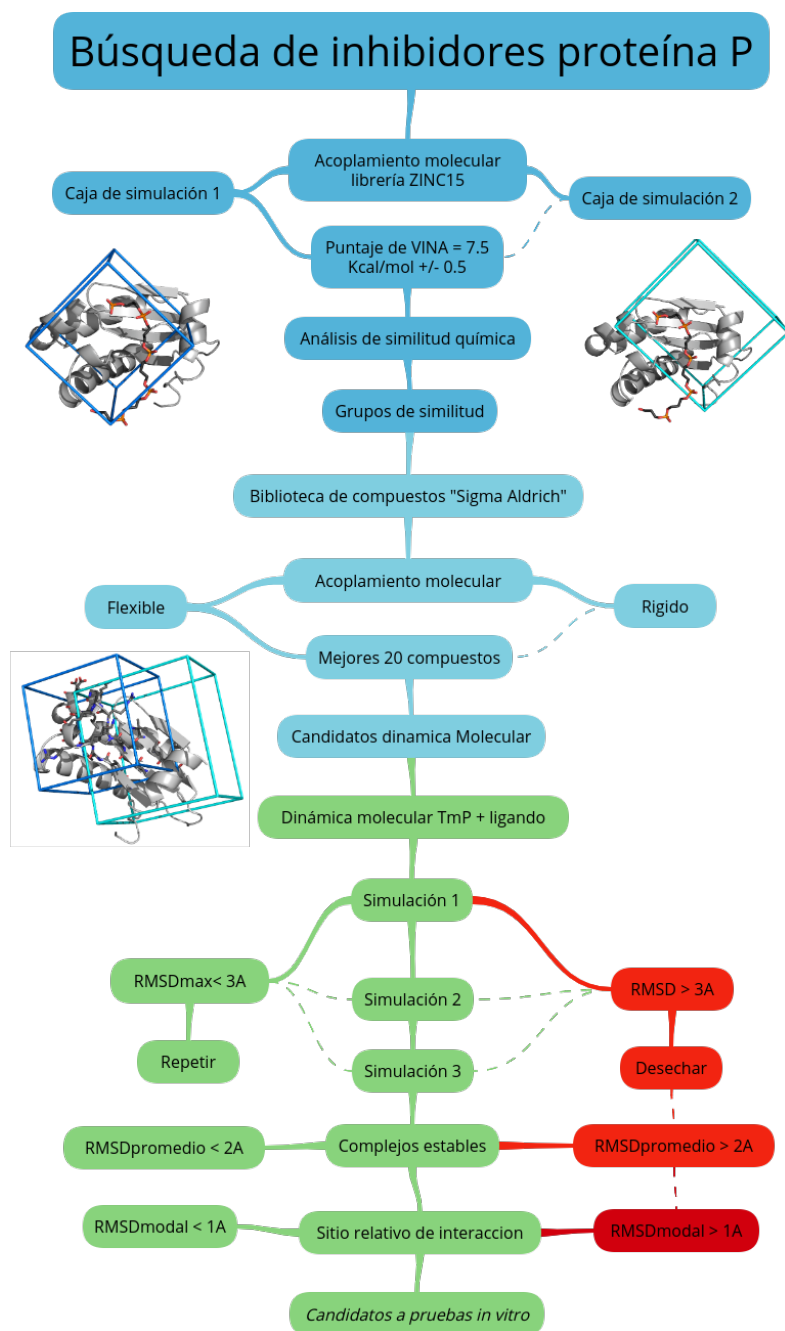 Búsqueda de inhibidores proteína P
Acoplamiento molecular
librería ZINC15
Caja de simulación 1
Caja de simulación 2
Puntaje de VINA = 7.5
Kcal/mol +/- 0.5
Análisis de similitud química
Grupos de similitud
Biblioteca de compuestos "Sigma Aldrich"
Acoplamiento molecular
Flexible
Rigido
Mejores 20 compuestos
Candidatos dinamica Molecular
Dinámica molecular TmP + ligando
Simulación 1
RMSDmax< 3A
Simulación 2
RMSD > 3A
Repetir
Simulación 3
Desechar
RMSDpromedio < 2A
Complejos estables
RMSDpromedio > 2A
RMSDmodal < 1A
Sitio relativo de interaccion
RMSDmodal > 1A
Candidatos a pruebas in vitro